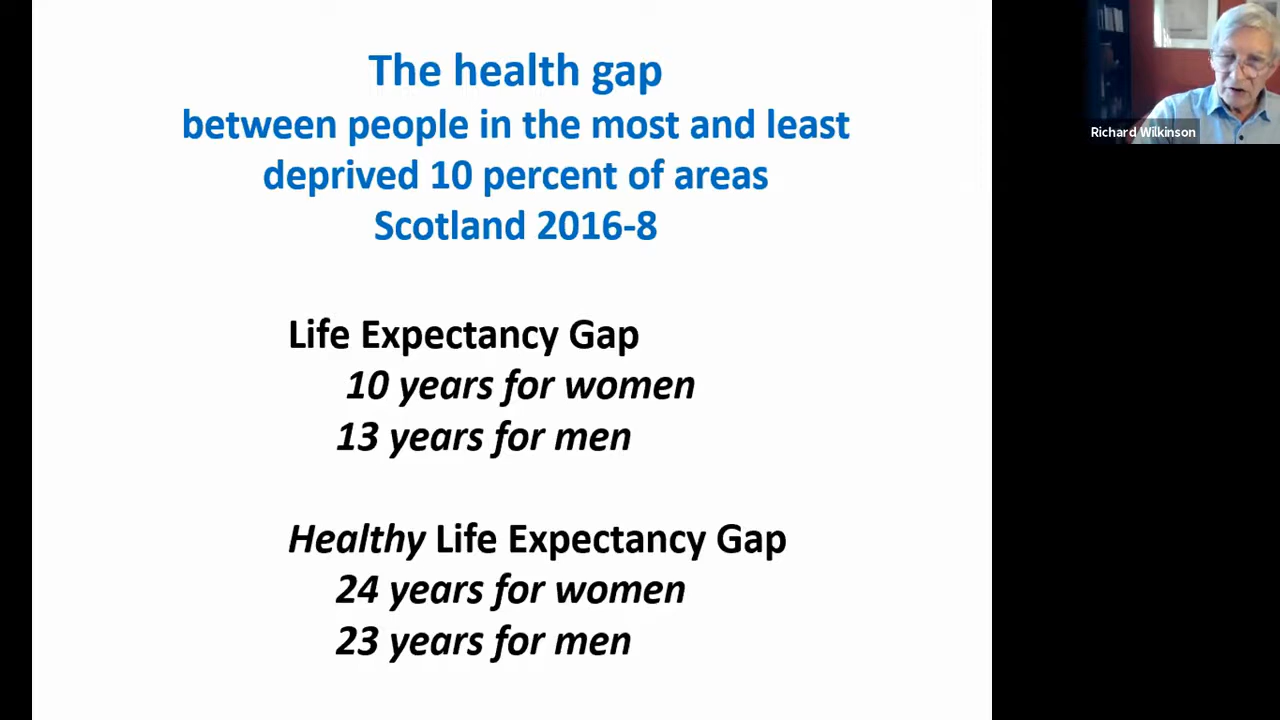 The health gap
between people in the most and least
deprived 10 percent of areas
Scotland 2016-8
Life Expectancy Gap
10 years for women
13 years for men
Healthy Life Expectancy Gap
24 years for women
23 years for men
Richard Wilkinson